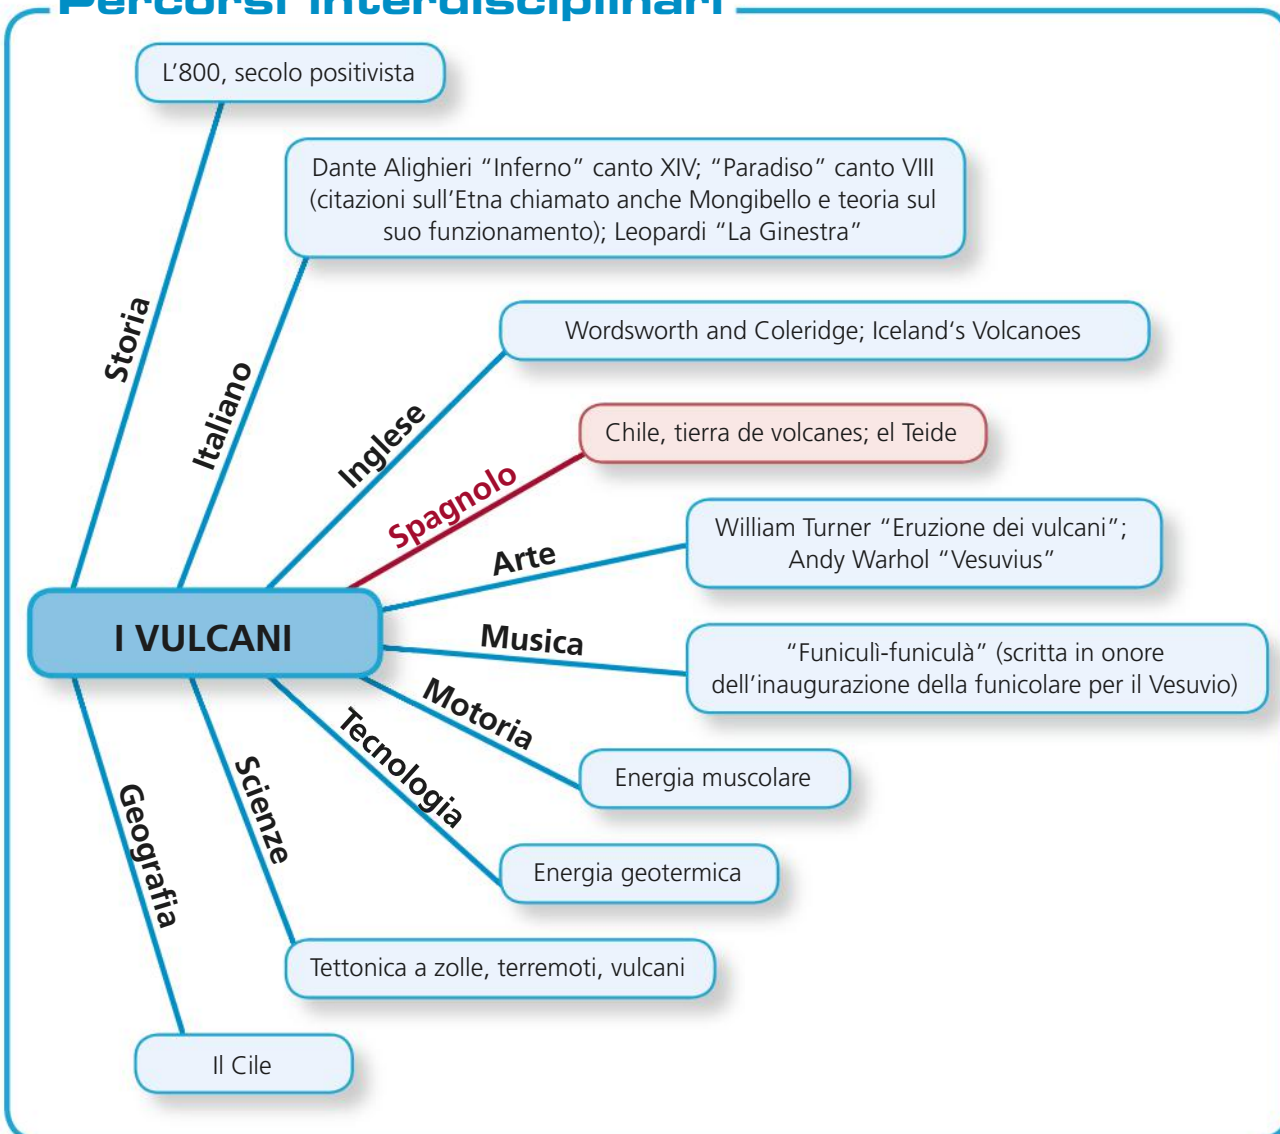 Percorsi interdisciplinari
L'800, secolo positivista
Storia
Dante Alighieri “Inferno” canto XIV; “Paradiso” canto VIII
(citazioni sull'Etna chiamato anche Mongibello e teoria sul
suo funzionamento); Leopardi “La Ginestra”
Italiano
Wordsworth and Coleridge; Iceland‘s Volcanoes
Inglese
Chile, tierra de volcanes; el Teide
Spagnolo
William Turner “Eruzione dei vulcani”;
Andy Warhol “Vesuvius”
Arte
I VULCANI
Musica
“Funiculì-funiculà” (scritta in onore
dell'inaugurazione della funicolare per il Vesuvio)
Motoria
Energia muscolare
Tecnologia
Energia geotermica
Scienze
Tettonica a zolle, terremoti, vulcani
Geografia
Il Cile